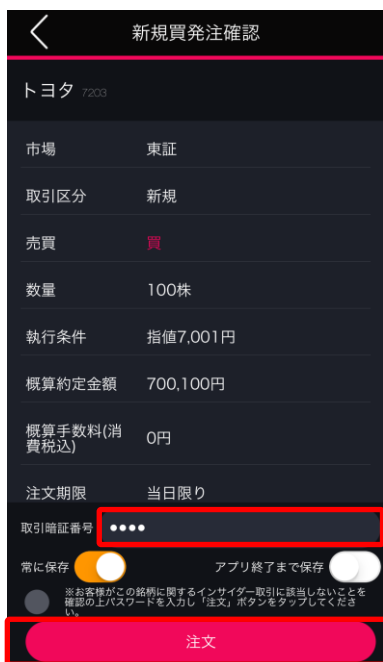 新規買発注確認
トヨタ 7203
市場 東証
取引区分 新規
売買 買
数量 100株
執行条件 指値7,001円
概算約定金額 700,100円
概算手数料(消
費税込) 0円
注文期限 当日限り
取引暗証番号 ●●●●
常に保存 アプリ終了まで保存
※お客様がこの銘柄に関するインサイダー取引に該当しないことを
確認の上パスワードを入力し「注文」ボタンをタップしてくださ
い。
注文